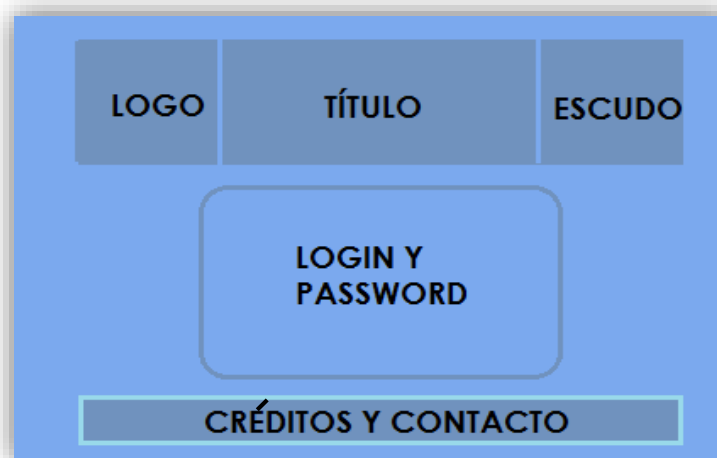 LOGO
TÍTULO
ESCUDO
LOGIN Y
PASSWORD
CRÉDITOS Y CONTACTO